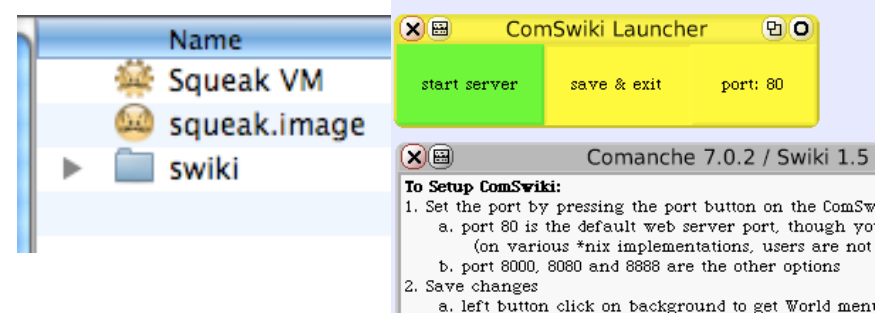 Name
Squeak VM
squeak.image
swiki
ComSwiki Launcher
start server
save & exit
port: 80
Comanche 7.0.2 / Swiki 1.5
To Setup ComSwiki:
1. Set the port by pressing the port button on the ComSw
a. port 80 is the default web server port, though yo
(on various *nix implementations, users are not
b. port 8000, 8080 and 8888 are the other options
2. Save changes
a. left button click on background to get World menu